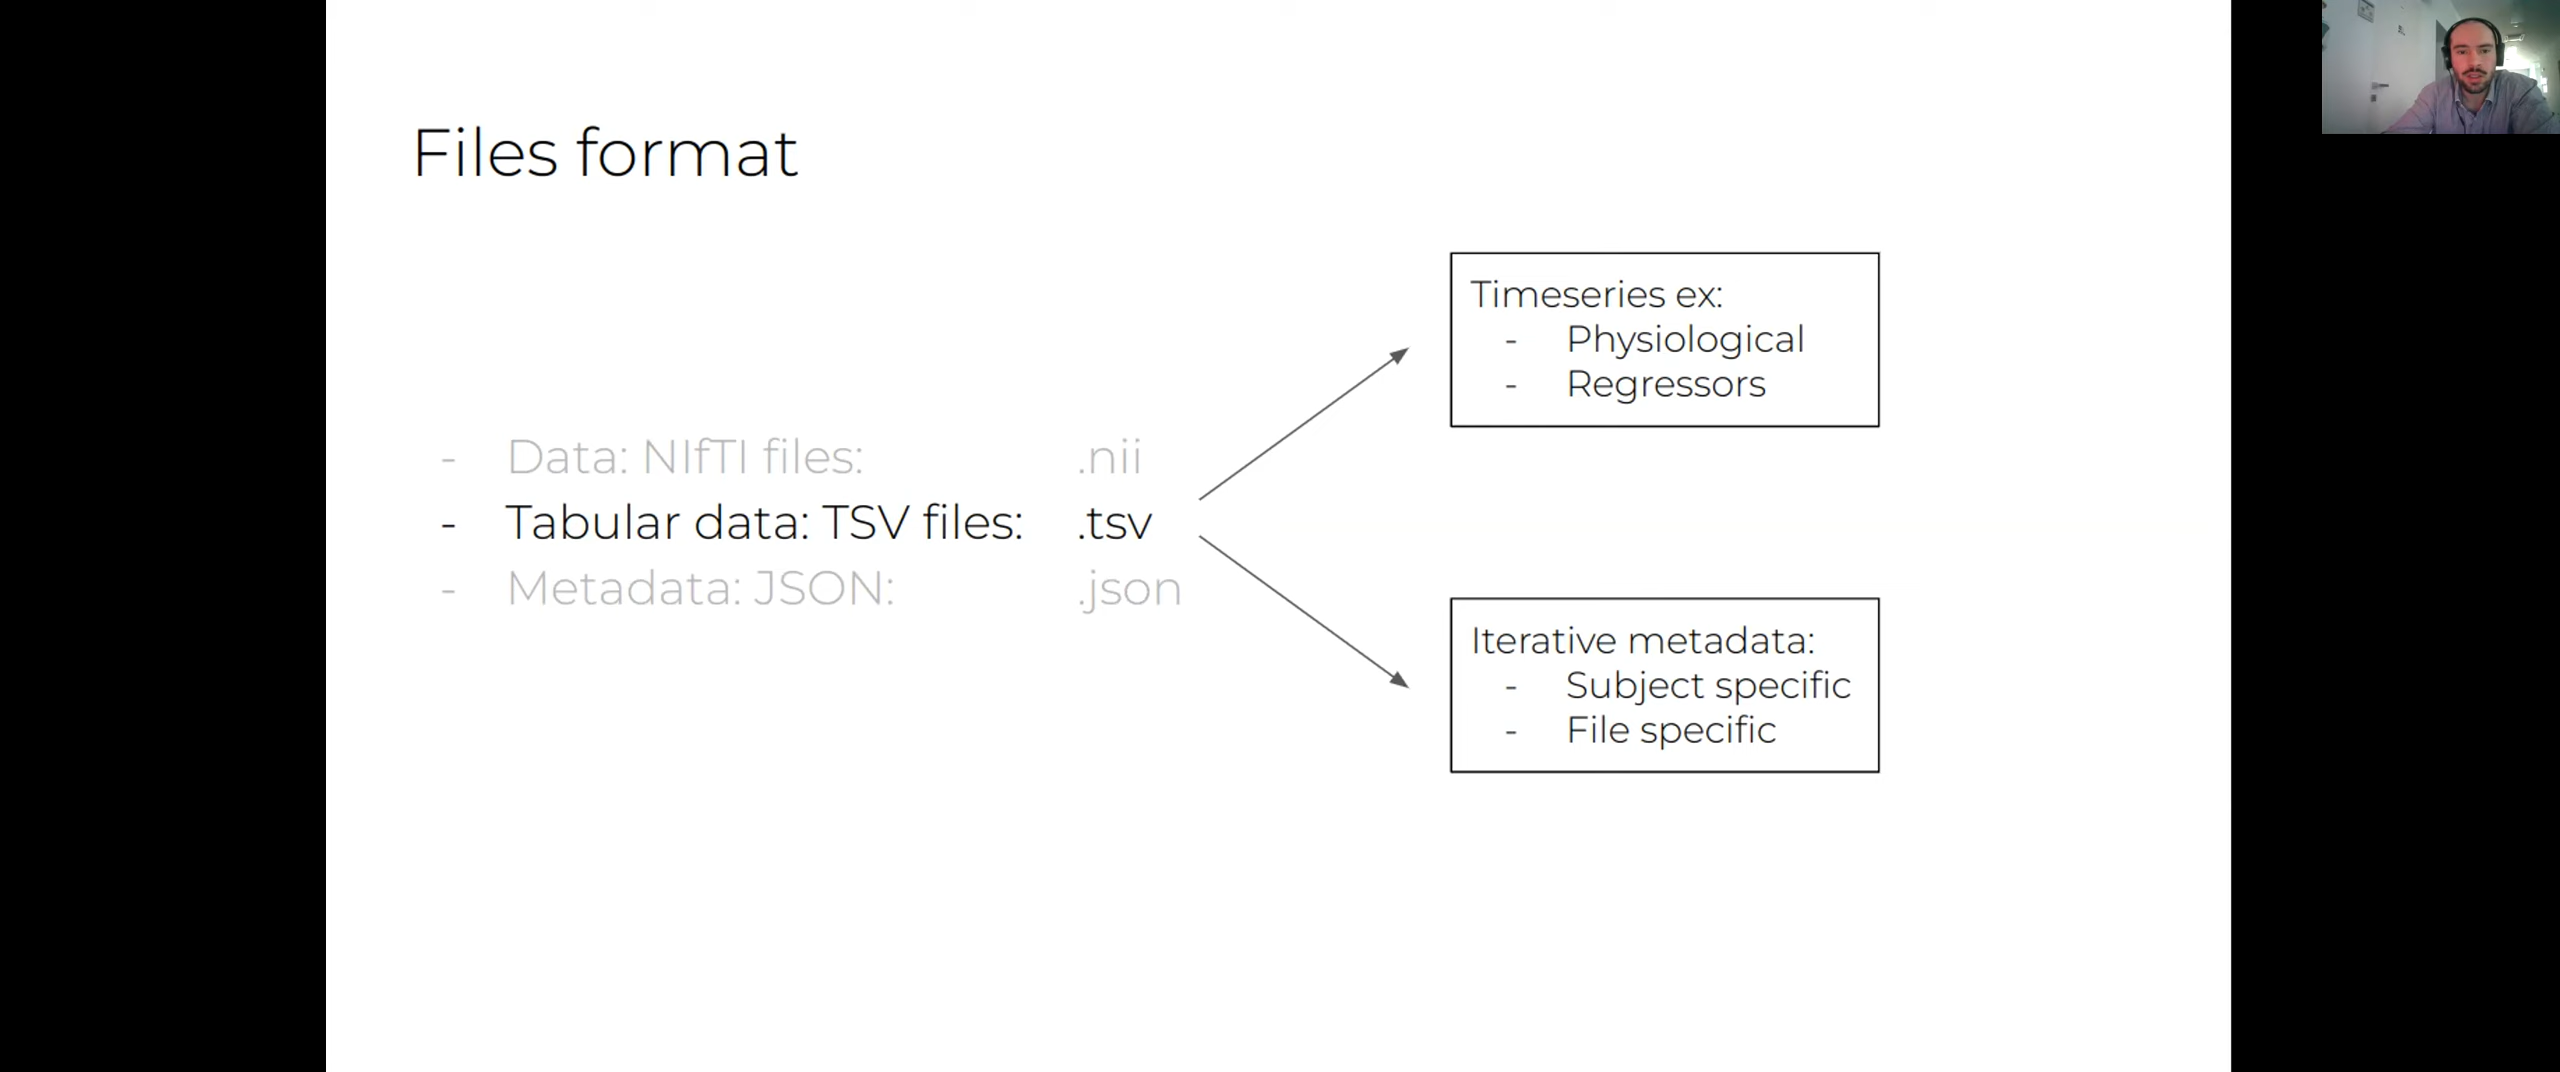 Files format
- Data: NIfTI files: .nii
- Tabular data: TSV files: .tsv
- Metadata: JSON: .json
Timeseries ex:
- Physiological
- Regressors
Iterative metadata:
- Subject specific
- File specific